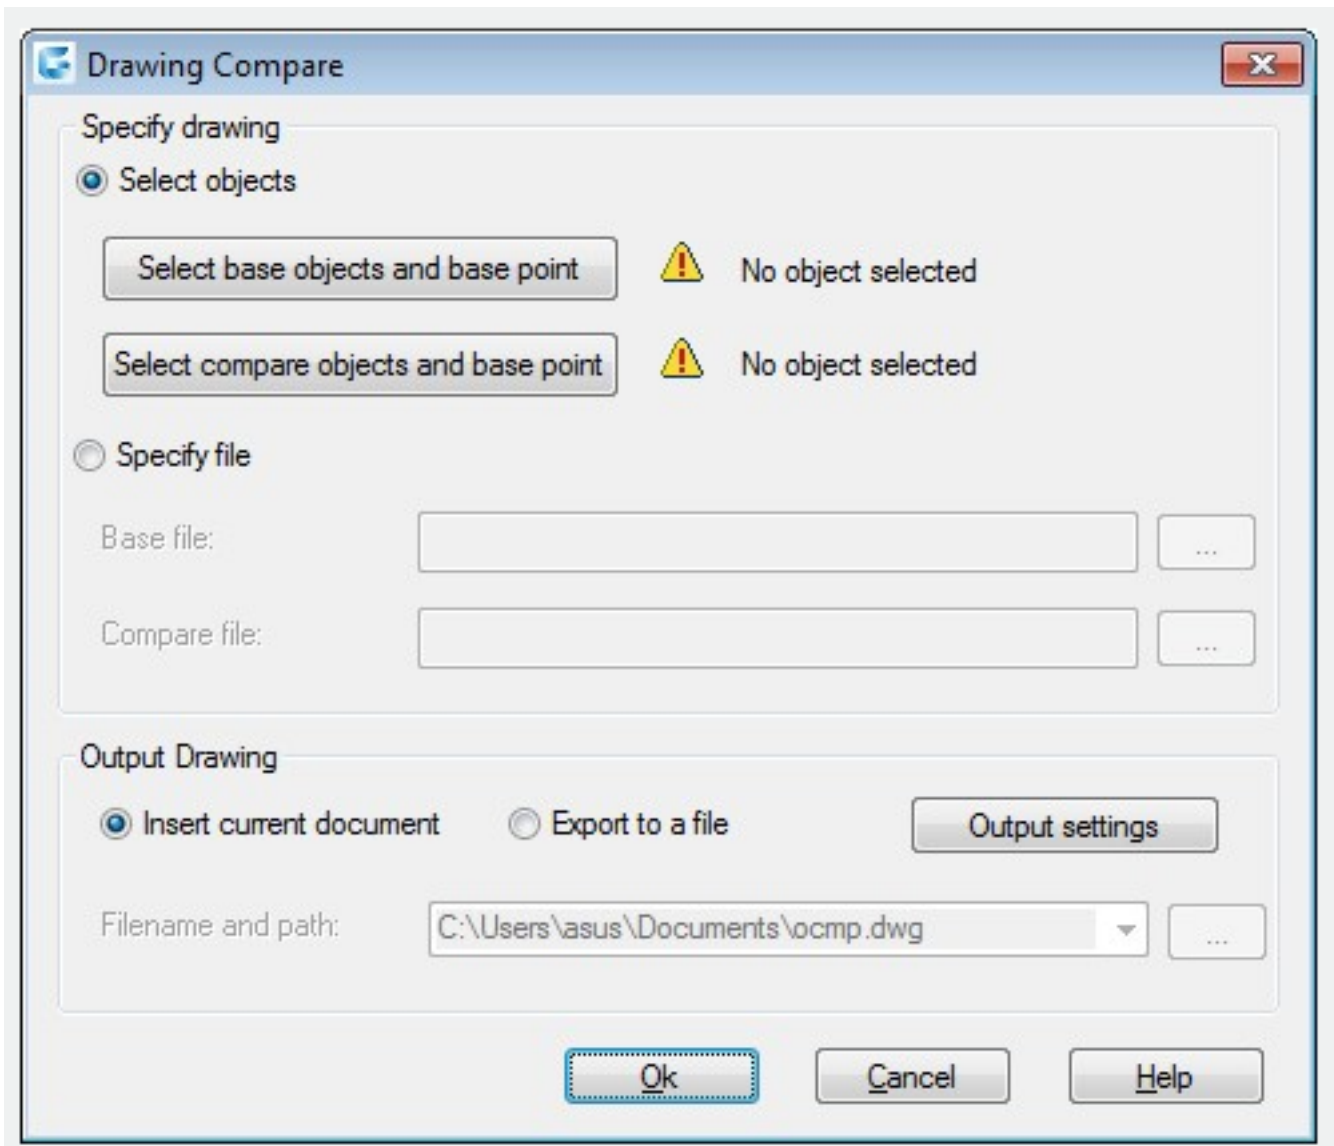 Drawing Compare
Specify drawing
Select objects
Select base objects and base point No object selected
Select compare objects and base point No object selected
Specify file
Base file: ...
Compare file: ...
Output Drawing
Insert current document Export to a file Output settings
Filename and path: C:\Users\asus\Documents\ocmp.dwg ...
Ok Cancel Help